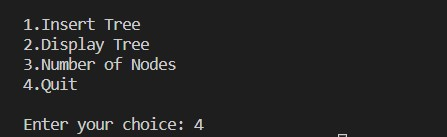 1.Insert Tree
2.Display Tree
3.Number of Nodes
4.Quit
Enter your choice: 4